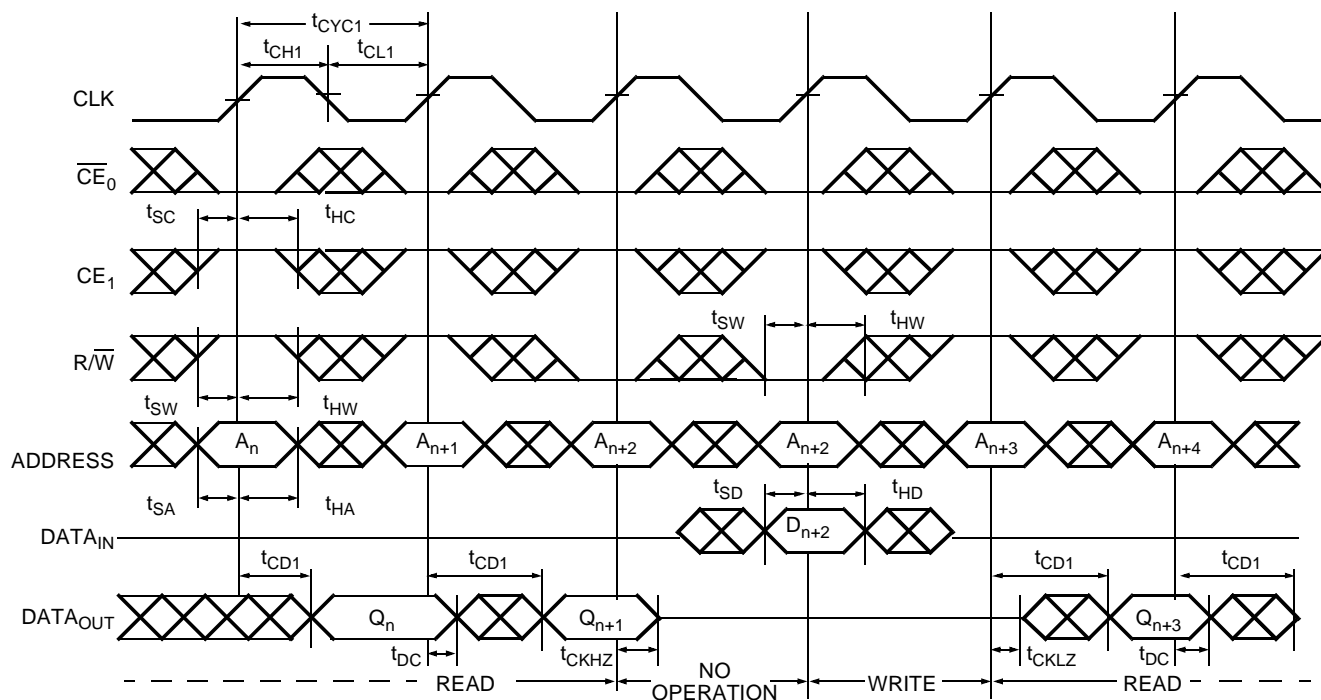 tCYC1
tCH1 tCL1
CLK
CE0
tSC tHC
CE1
tSW tHW
R/W
tSW tHW
An An+1 An+2 An+2 An+3 An+4
ADDRESS
tSA tHA tSD tHD
DATAIN Dn+2
tCD1 tCD1 tCD1 tCD1
DATAOUT Qn Qn+1 Qn+3
tDC tCKHZ tCKLZ tDC
READ NO OPERATION WRITE READ